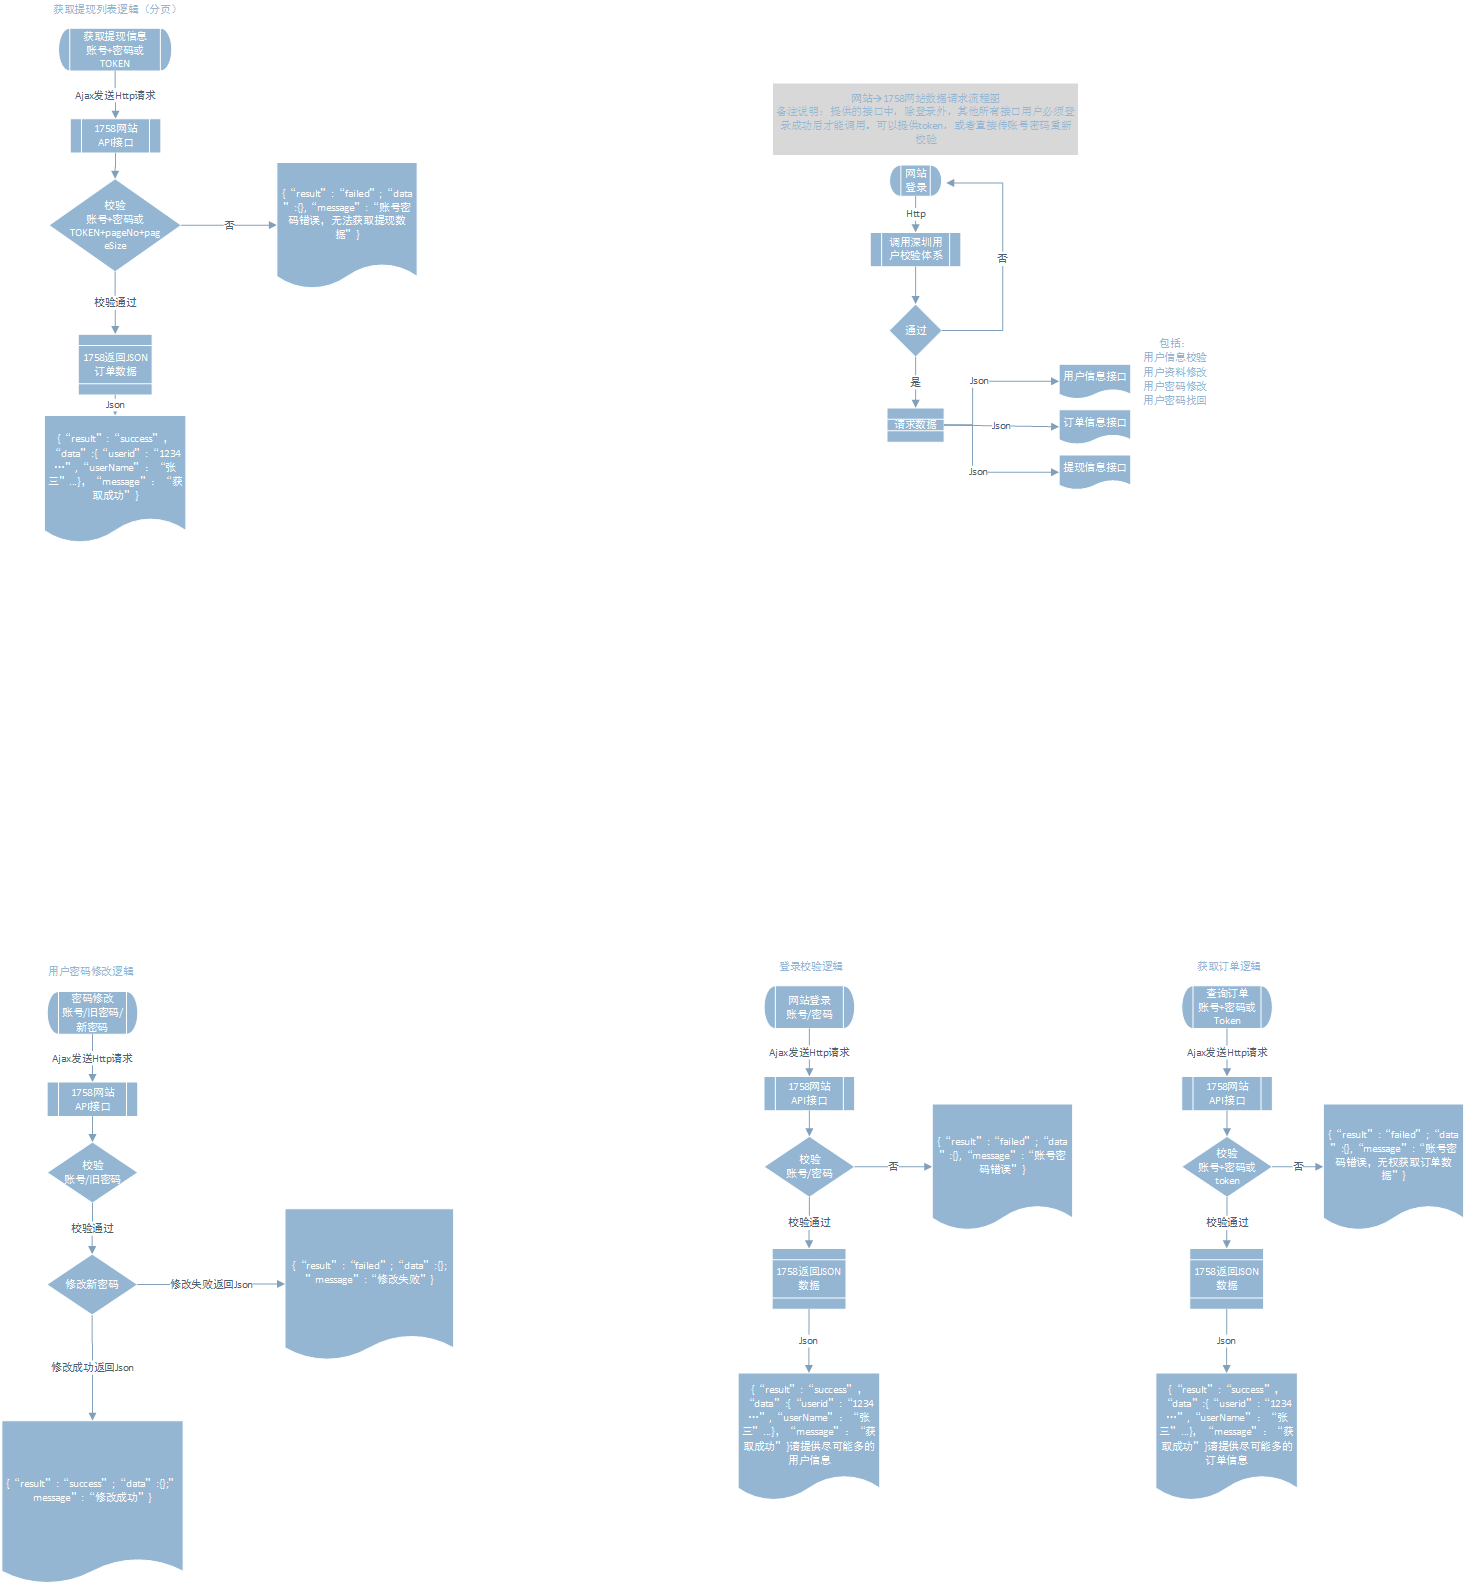 获取提现列表逻辑（分页）
获取提现信息
账号+密码或
TOKEN
Ajax发送Http请求
1758网站
API接口
校验
账号+密码或
TOKEN+pageNo+pag
eSize
否
{“result”:“failed”;“data
”:{},“message”:“账号密
码错误，无法获取提现数
据”}
校验通过
1758返回JSON
订单数据
Json
{“result”:“success”，
“data”:{“userid”:“1234
…”,“userName”：“张
三”...}，“message”：“获
取成功”}
网站→1758网站数据请求流程图
备注说明：提供的接口中，除登录外，其他所有接口用户必须登
录成功后才能调用。可以提供token，或者直接传账号密码重新
校验
网站
登录
Http
调用深圳用
户校验体系
否
通过
是
请求数据
Json
用户信息接口
Json
订单信息接口
Json
提现信息接口
包括：
用户信息校验
用户资料修改
用户密码修改
用户密码找回
用户密码修改逻辑
密码修改
账号/旧密码/
新密码
Ajax发送Http请求
1758网站
API接口
校验
账号/旧密码
校验通过
修改新密码
修改失败返回Json
{“result”:“failed”;“data”:{};
”message”:“修改失败”}
修改成功返回Json
{“result”:“success”;“data”:{};”
message”:“修改成功”}
登录校验逻辑
网站登录
账号/密码
Ajax发送Http请求
1758网站
API接口
校验
账号/密码
否
{“result”:“failed”;“data
”:{},“message”:“账号密
码错误”}
校验通过
1758返回JSON
数据
Json
{“result”:“success”，
“data”:{“userid”:“1234
…”,“userName”：“张
三”...}，“message”：“获
取成功”}请提供尽可能多的
用户信息
获取订单逻辑
查询订单
账号+密码或
Token
Ajax发送Http请求
1758网站
API接口
校验
账号+密码或
token
否
{“result”:“failed”;“data
”:{},“message”:“账号密
码错误，无权获取订单数
据”}
校验通过
1758返回JSON
数据
Json
{“result”:“success”，
“data”:{“userid”:“1234
…”,“userName”：“张
三”...}，“message”：“获
取成功”}请提供尽可能多的
订单信息